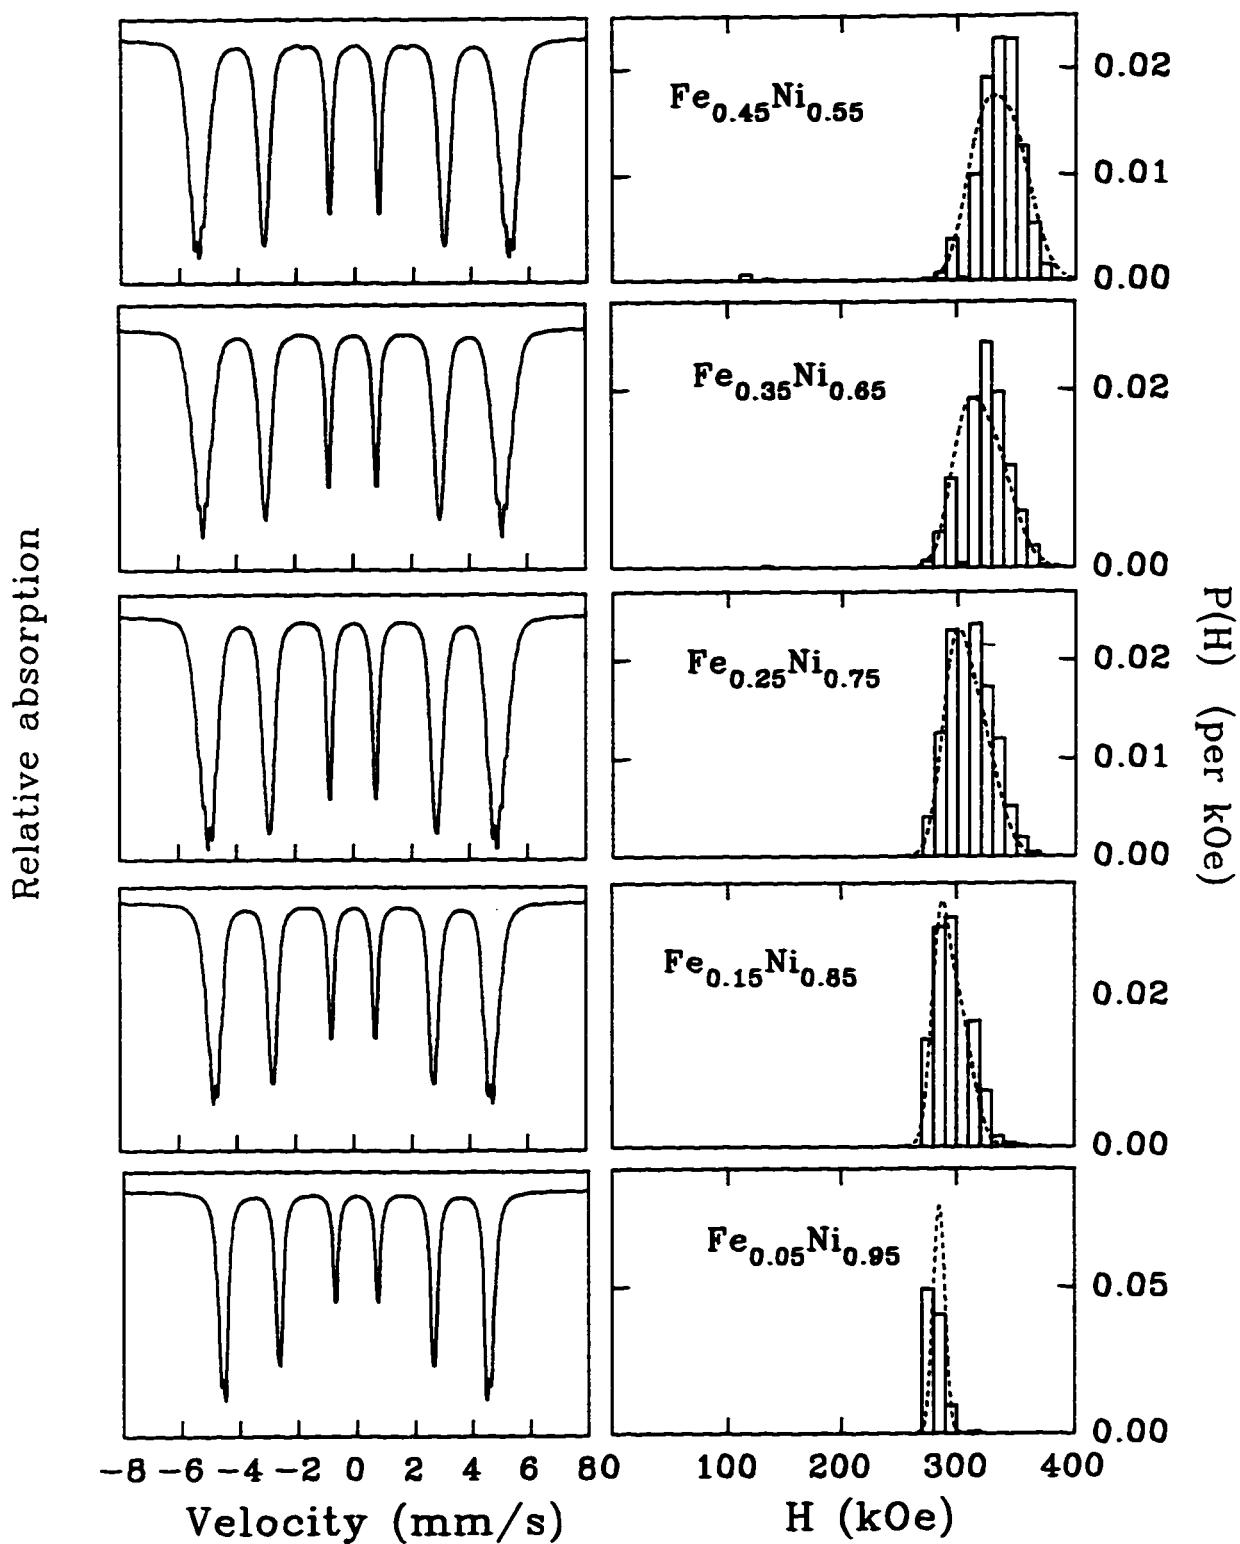 Fe0.45Ni0.55
0.02
0.01
0.00
Fe0.35Ni0.65
0.02
0.00
Fe0.25Ni0.75
0.02
0.01
0.00
Fe0.15Ni0.85
0.02
0.00
Fe0.05Ni0.95
0.05
0.00
Relative absorption
P(H) (per kOe)
-8 -6 -4 -2 0 2 4 6 8 0 100 200 300 400
Velocity (mm/s)
H (kOe)